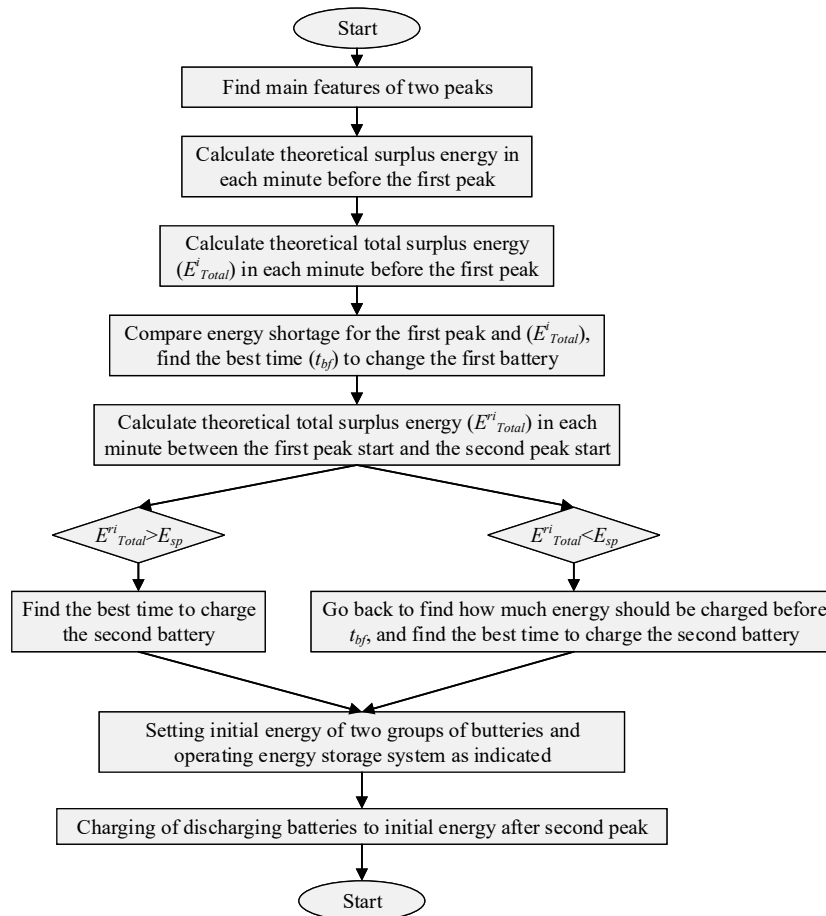 Start
Find main features of two peaks
Calculate theoretical surplus energy in
each minute before the first peak
Calculate theoretical total surplus energy
(E^i_Total) in each minute before the first peak
Compare energy shortage for the first peak and (E^i_Total),
find the best time (t_bf) to change the first battery
Calculate theoretical total surplus energy (E^ri_Total) in each
minute between the first peak start and the second peak start
E^ri_Total>E_sp
E^ri_Total<E_sp
Find the best time to charge
the second battery
Go back to find how much energy should be charged before
t_bf, and find the best time to charge the second battery
Setting initial energy of two groups of butteries and
operating energy storage system as indicated
Charging of discharging batteries to initial energy after second peak
Start